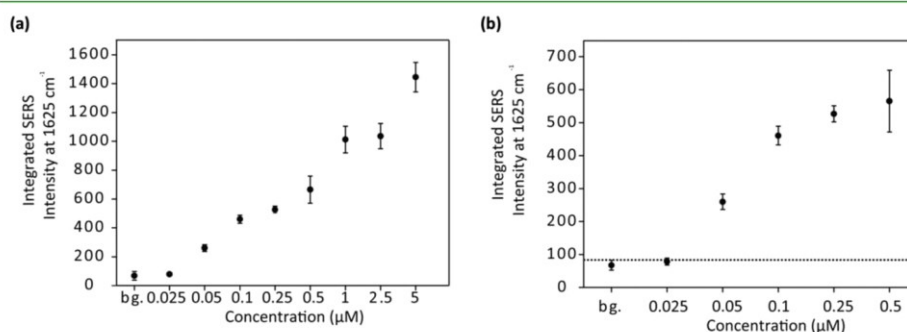 (a)
1600
1400
1200
1000
800
600
400
200
0
Integrated SERS
Intensity at 1625 cm⁻¹
bg. 0.025 0.05 0.1 0.25 0.5 1 2.5 5
Concentration (μM)
(b)
700
600
500
400
300
200
100
0
Integrated SERS
Intensity at 1625 cm⁻¹
bg. 0.025 0.05 0.1 0.25 0.5
Concentration (μM)